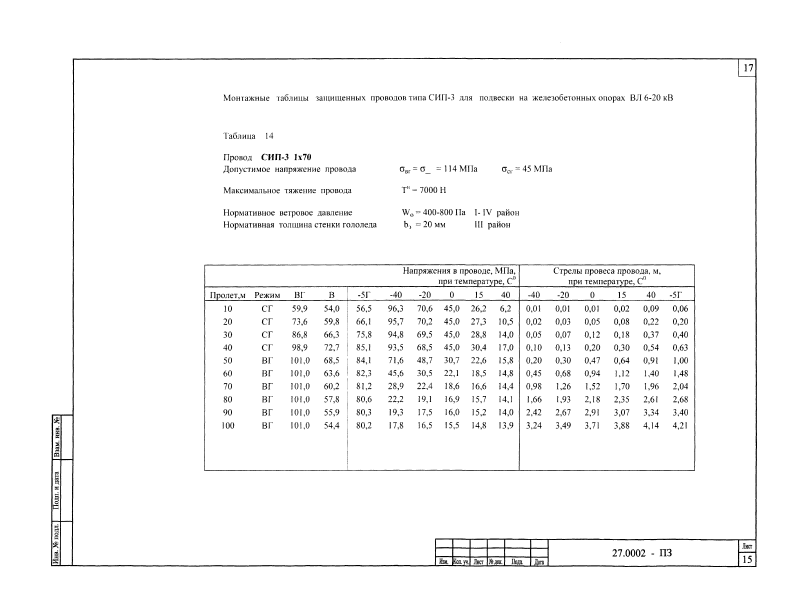 17
Монтажные таблицы защищенных проводов типа СИП-3 для подвески на железобетонных опорах ВЛ 6-20 кВ
Таблица 14
Провод СИП-3 1х70
Допустимое напряжение провода σвг = σ_ = 114 МПа σсг = 45 МПа
Максимальное тяжение провода Tн = 7000 Н
Нормативное ветровое давление Wо = 400-800 Па I- IV район
Нормативная толщина стенки гололеда bг = 20 мм III район
Напряжения в проводе, МПа, Стрелы провеса провода, м,
при температуре, С0 при температуре, С0
Пролет,м Режим ВГ В -5Г -40 -20 0 15 40 -40 -20 0 15 40 -5Г
10 СГ 59,9 54,0 56,5 96,3 70,6 45,0 26,2 6,2 0,01 0,01 0,01 0,02 0,09 0,06
20 СГ 73,6 59,8 66,1 95,7 70,2 45,0 27,3 10,5 0,02 0,03 0,05 0,08 0,22 0,20
30 СГ 86,8 66,3 75,8 94,8 69,5 45,0 28,8 14,0 0,05 0,07 0,12 0,18 0,37 0,40
40 СГ 98,9 72,7 85,1 93,5 68,5 45,0 30,4 17,0 0,10 0,13 0,20 0,30 0,54 0,63
50 ВГ 101,0 68,5 84,1 71,6 48,7 30,7 22,6 15,8 0,20 0,30 0,47 0,64 0,91 1,00
60 ВГ 101,0 63,6 82,3 45,6 30,5 22,1 18,5 14,8 0,45 0,68 0,94 1,12 1,40 1,48
70 ВГ 101,0 60,2 81,2 28,9 22,4 18,6 16,6 14,4 0,98 1,26 1,52 1,70 1,96 2,04
80 ВГ 101,0 57,8 80,6 22,2 19,1 16,9 15,7 14,1 1,66 1,93 2,18 2,35 2,61 2,68
90 ВГ 101,0 55,9 80,3 19,3 17,5 16,0 15,2 14,0 2,42 2,67 2,91 3,07 3,34 3,40
100 ВГ 101,0 54,4 80,2 17,8 16,5 15,5 14,8 13,9 3,24 3,49 3,71 3,88 4,14 4,21
Взам. инв. №
Подп. и дата
Инв. № подл.
Изм. Кол. уч. Лист № док. Подп. Дата
27.0002 - ПЗ
Лист
15